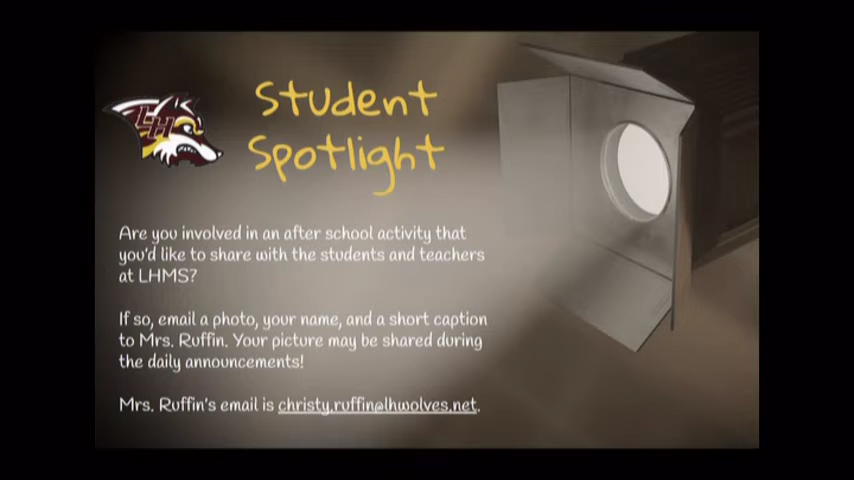 LH
Student
Spotlight
Are you involved in an after school activity that
you'd like to share with the students and teachers
at LHMS?
If so, email a photo, your name, and a short caption
to Mrs. Ruffin. Your picture may be shared during
the daily announcements!
Mrs. Ruffin's email is christy.ruffin@lhwolves.net.